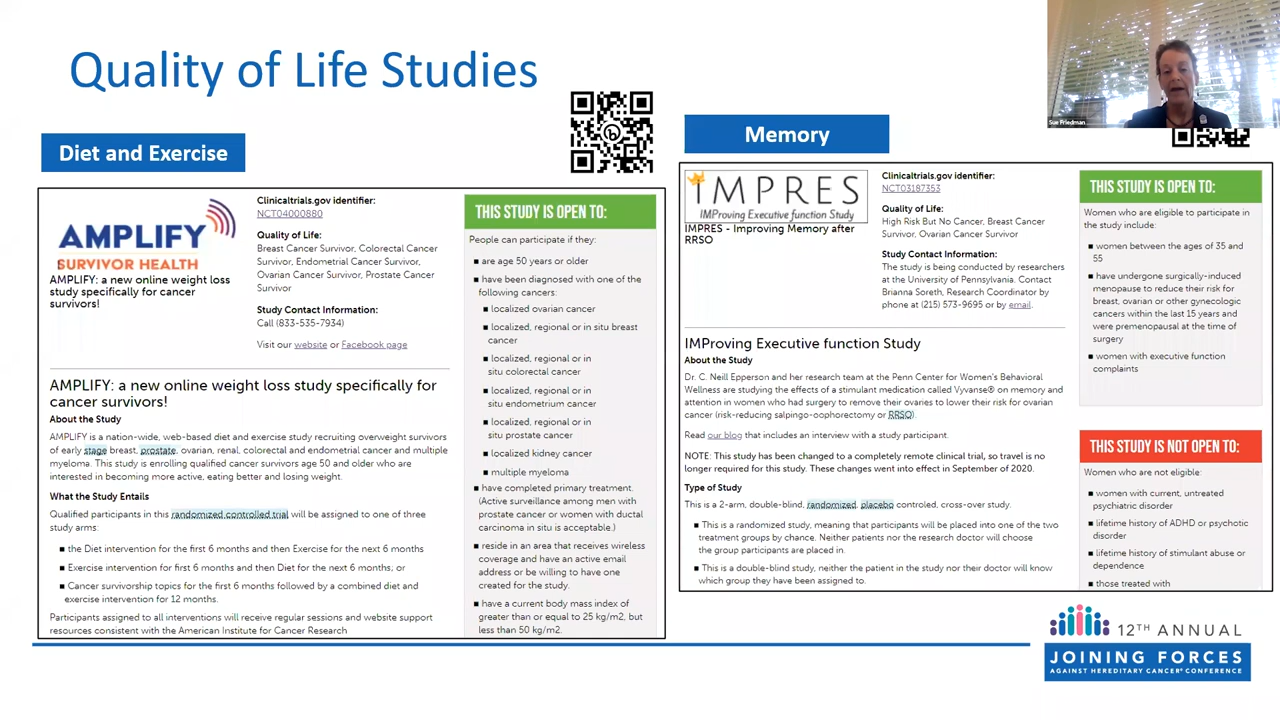 Quality of Life Studies
Sue Friedman
Diet and Exercise
AMPLIFY
SURVIVOR HEALTH
AMPLIFY: a new online weight loss
study specifically for cancer
survivors!
Clinicaltrials.gov identifier:
NCT04000880
Quality of Life:
Breast Cancer Survivor, Colorectal Cancer
Survivor, Endometrial Cancer Survivor,
Ovarian Cancer Survivor, Prostate Cancer
Survivor
Study Contact Information:
Call (833-535-7934)
Visit our website or Facebook page
AMPLIFY: a new online weight loss study specifically for
cancer survivors!
About the Study
AMPLIFY is a nation-wide, web-based diet and exercise study recruiting overweight survivors
of early stage breast, prostate, ovarian, renal, colorectal and endometrial cancer and multiple
myeloma. This study is enrolling qualified cancer survivors age 50 and older who are
interested in becoming more active, eating better and losing weight.
What the Study Entails
Qualified participants in this randomized controlled trial will be assigned to one of three
study arms:
■ the Diet intervention for the first 6 months and then Exercise for the next 6 months
■ Exercise intervention for first 6 months and then Diet for the next 6 months; or
■ Cancer survivorship topics for the first 6 months followed by a combined diet and
exercise intervention for 12 months.
Participants assigned to all interventions will receive regular sessions and website support
resources consistent with the American Institute for Cancer Research
THIS STUDY IS OPEN TO:
People can participate if they:
■ are age 50 years or older
■ have been diagnosed with one of the
following cancers:
■ localized ovarian cancer
■ localized, regional or in situ breast
cancer
■ localized, regional or in
situ colorectal cancer
■ localized, regional or in
situ endometrium cancer
■ localized, regional or in
situ prostate cancer
■ localized kidney cancer
■ multiple myeloma
■ have completed primary treatment.
(Active surveillance among men with
prostate cancer or women with ductal
carcinoma in situ is acceptable.)
■ reside in an area that receives wireless
coverage and have an active email
address or be willing to have one
created for the study.
■ have a current body mass index of
greater than or equal to 25 kg/m2, but
less than 50 kg/m2.
Memory
IMPRES
IMProving Executive function Study
IMPRES - Improving Memory after
RRSO
Clinicaltrials.gov identifier:
NCT03187353
Quality of Life:
High Risk But No Cancer, Breast Cancer
Survivor, Ovarian Cancer Survivor
Study Contact Information:
The study is being conducted by researchers
at the University of Pennsylvania. Contact
Brianna Soreth, Research Coordinator by
phone at (215) 573-9695 or by email.
IMProving Executive function Study
About the Study
Dr. C. Neill Epperson and her research team at the Penn Center for Women's Behavioral
Wellness are studying the effects of a stimulant medication called Vyvanse® on memory and
attention in women who had surgery to remove their ovaries to lower their risk for ovarian
cancer (risk-reducing salpingo-oophorectomy or RRSO).
Read our blog that includes an interview with a study participant.
NOTE: This study has been changed to a completely remote clinical trial, so travel is no
longer required for this study. These changes went into effect in September of 2020.
Type of Study
This is a 2-arm, double-blind, randomized, placebo controled, cross-over study.
■ This is a randomized study, meaning that participants will be placed into one of the two
treatment groups by chance. Neither patients nor the research doctor will choose
the group participants are placed in.
■ This is a double-blind study, neither the patient in the study nor their doctor will know
which group they have been assigned to.
THIS STUDY IS OPEN TO:
Women who are eligible to participate in
the study include:
■ women between the ages of 35 and
55
■ have undergone surgically-induced
menopause to reduce their risk for
breast, ovarian or other gynecologic
cancers within the last 15 years and
were premenopausal at the time of
surgery
■ women with executive function
complaints
THIS STUDY IS NOT OPEN TO:
Women who are not eligible:
■ women with current, untreated
psychiatric disorder
■ lifetime history of ADHD or psychotic
disorder
■ lifetime history of stimulant abuse or
dependence
■ those treated with
12TH ANNUAL
JOINING FORCES
AGAINST HEREDITARY CANCER® CONFERENCE